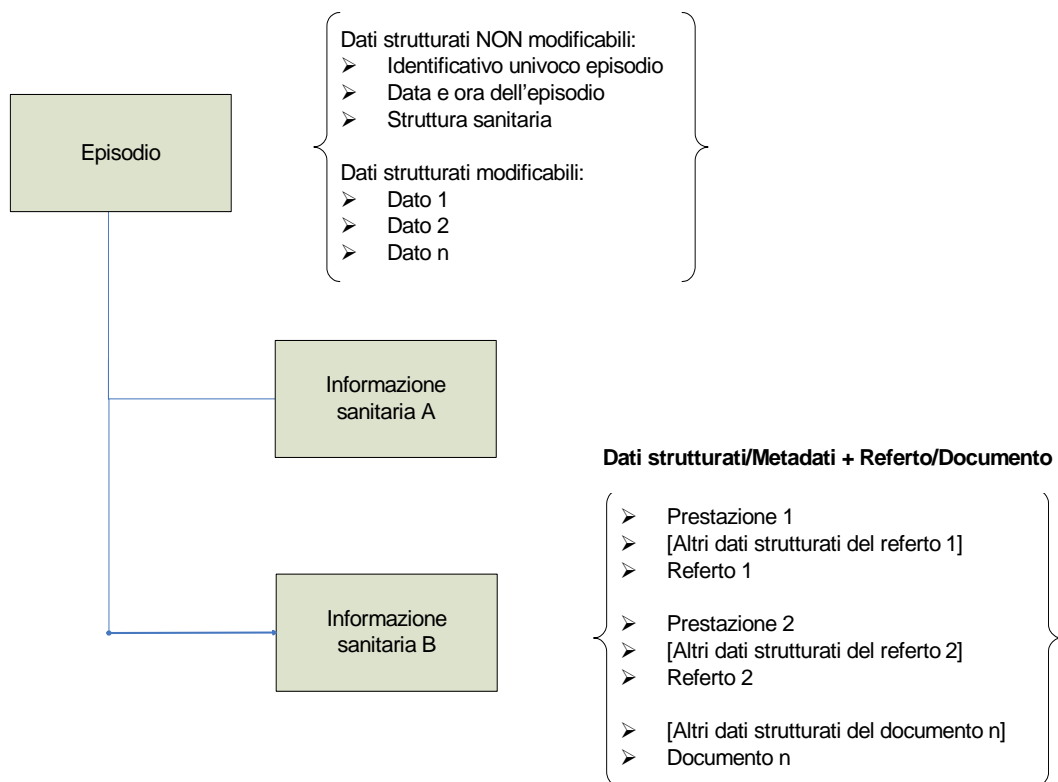 Dati strutturati NON modificabili:
➢ Identificativo univoco episodio
➢ Data e ora dell'episodio
➢ Struttura sanitaria
Episodio
Dati strutturati modificabili:
➢ Dato 1
➢ Dato 2
➢ Dato n
Informazione
sanitaria A
Dati strutturati/Metadati + Referto/Documento
➢ Prestazione 1
➢ [Altri dati strutturati del referto 1]
➢ Referto 1
Informazione
sanitaria B
➢ Prestazione 2
➢ [Altri dati strutturati del referto 2]
➢ Referto 2
➢ [Altri dati strutturati del documento n]
➢ Documento n